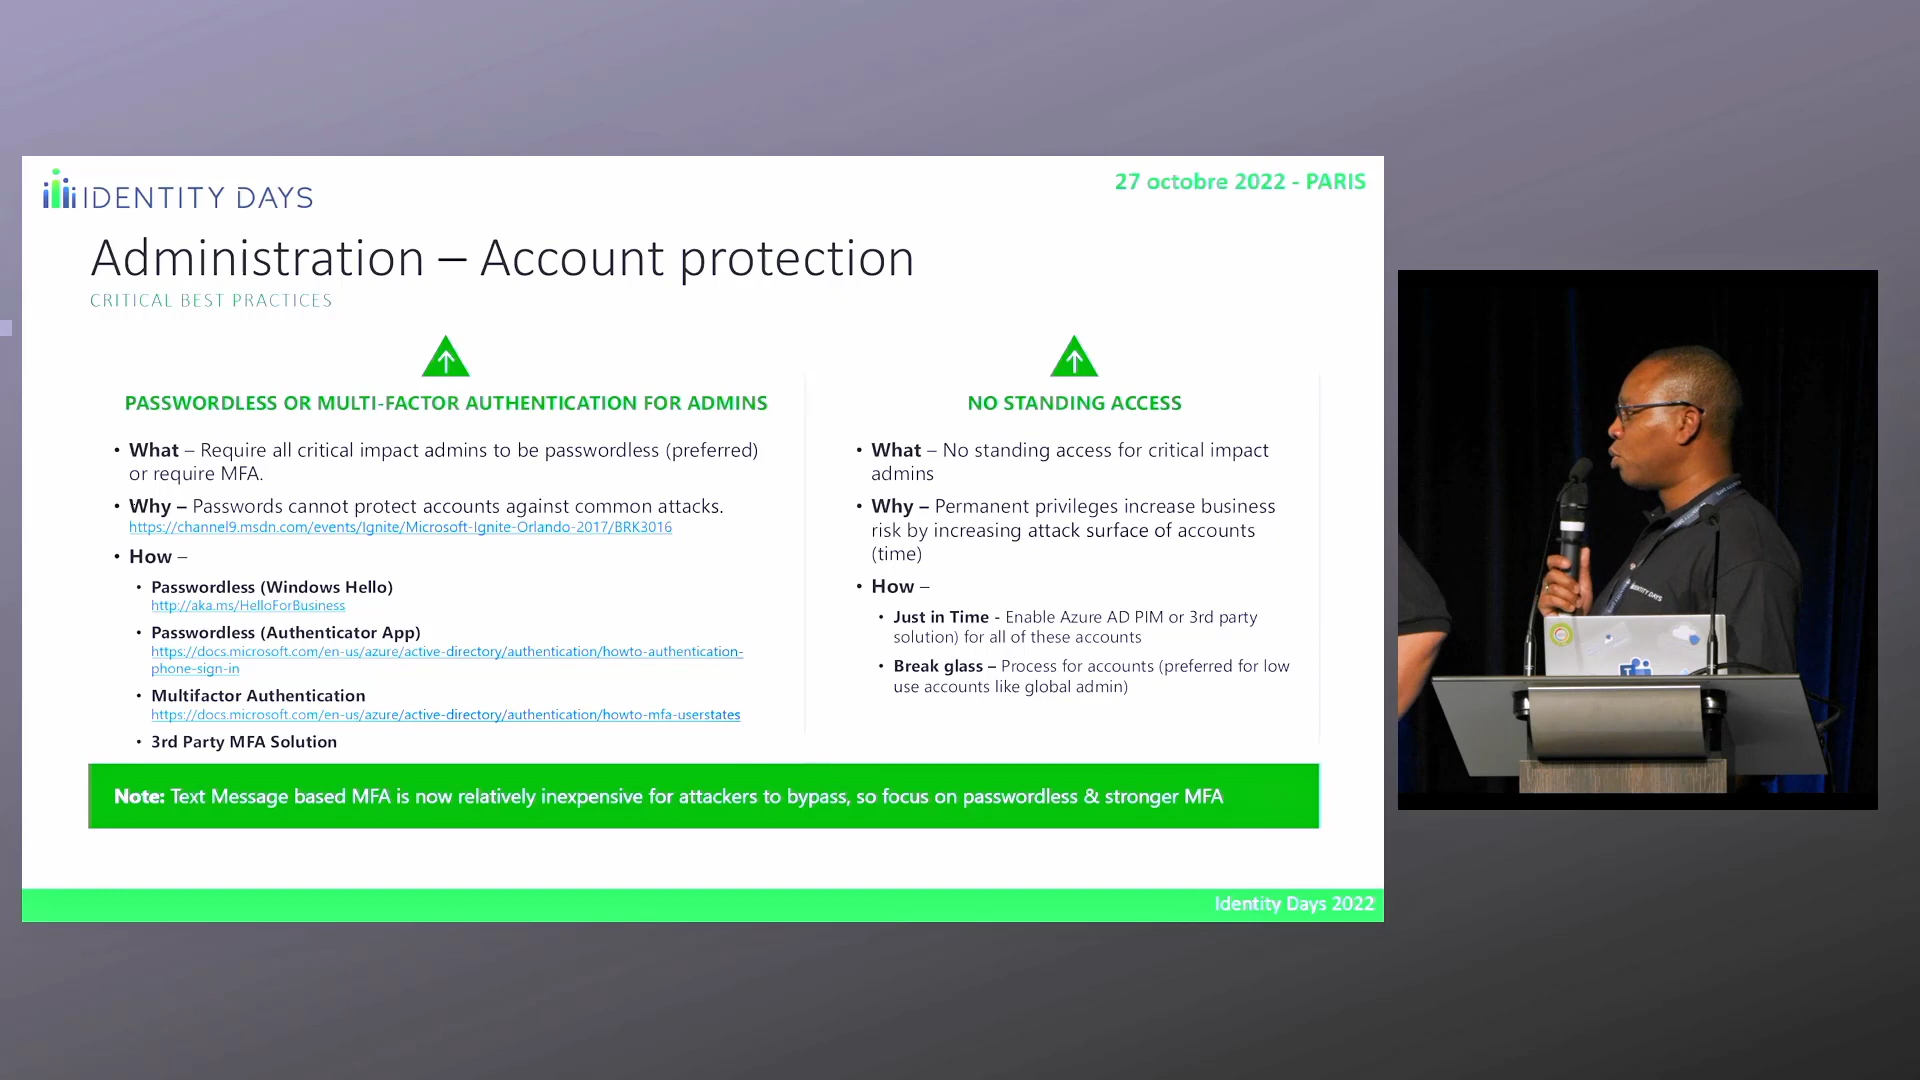 IDENTITY DAYS
27 octobre 2022 - PARIS
Administration – Account protection
CRITICAL BEST PRACTICES
PASSWORDLESS OR MULTI-FACTOR AUTHENTICATION FOR ADMINS
• What – Require all critical impact admins to be passwordless (preferred)
or require MFA.
• Why – Passwords cannot protect accounts against common attacks.
https://channel9.msdn.com/events/Ignite/Microsoft-Ignite-Orlando-2017/BRK3016
• How –
• Passwordless (Windows Hello)
http://aka.ms/HelloForBusiness
• Passwordless (Authenticator App)
https://docs.microsoft.com/en-us/azure/active-directory/authentication/howto-authentication-
phone-sign-in
• Multifactor Authentication
https://docs.microsoft.com/en-us/azure/active-directory/authentication/howto-mfa-userstates
• 3rd Party MFA Solution
NO STANDING ACCESS
• What – No standing access for critical impact
admins
• Why – Permanent privileges increase business
risk by increasing attack surface of accounts
(time)
• How –
• Just in Time - Enable Azure AD PIM or 3rd party
solution) for all of these accounts
• Break glass – Process for accounts (preferred for low
use accounts like global admin)
Note: Text Message based MFA is now relatively inexpensive for attackers to bypass, so focus on passwordless & stronger MFA
Identity Days 2022
IDENTITY DAYS